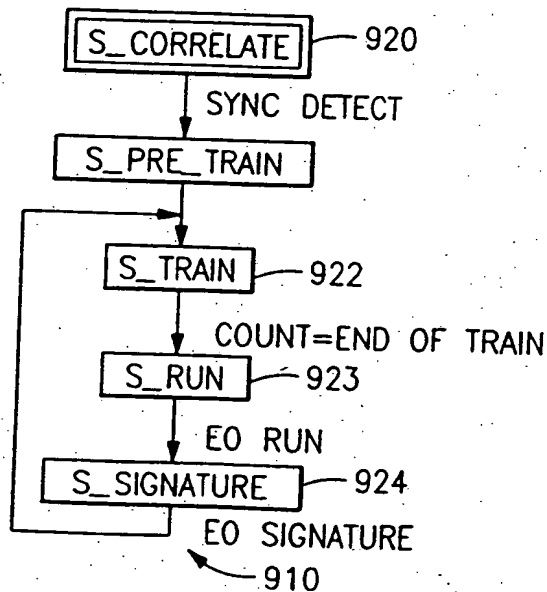 S_CORRELATE 920
SYNC DETECT
S_PRE_TRAIN
S_TRAIN 922
COUNT=END OF TRAIN
S_RUN 923
EO RUN
S_SIGNATURE 924
EO SIGNATURE
910